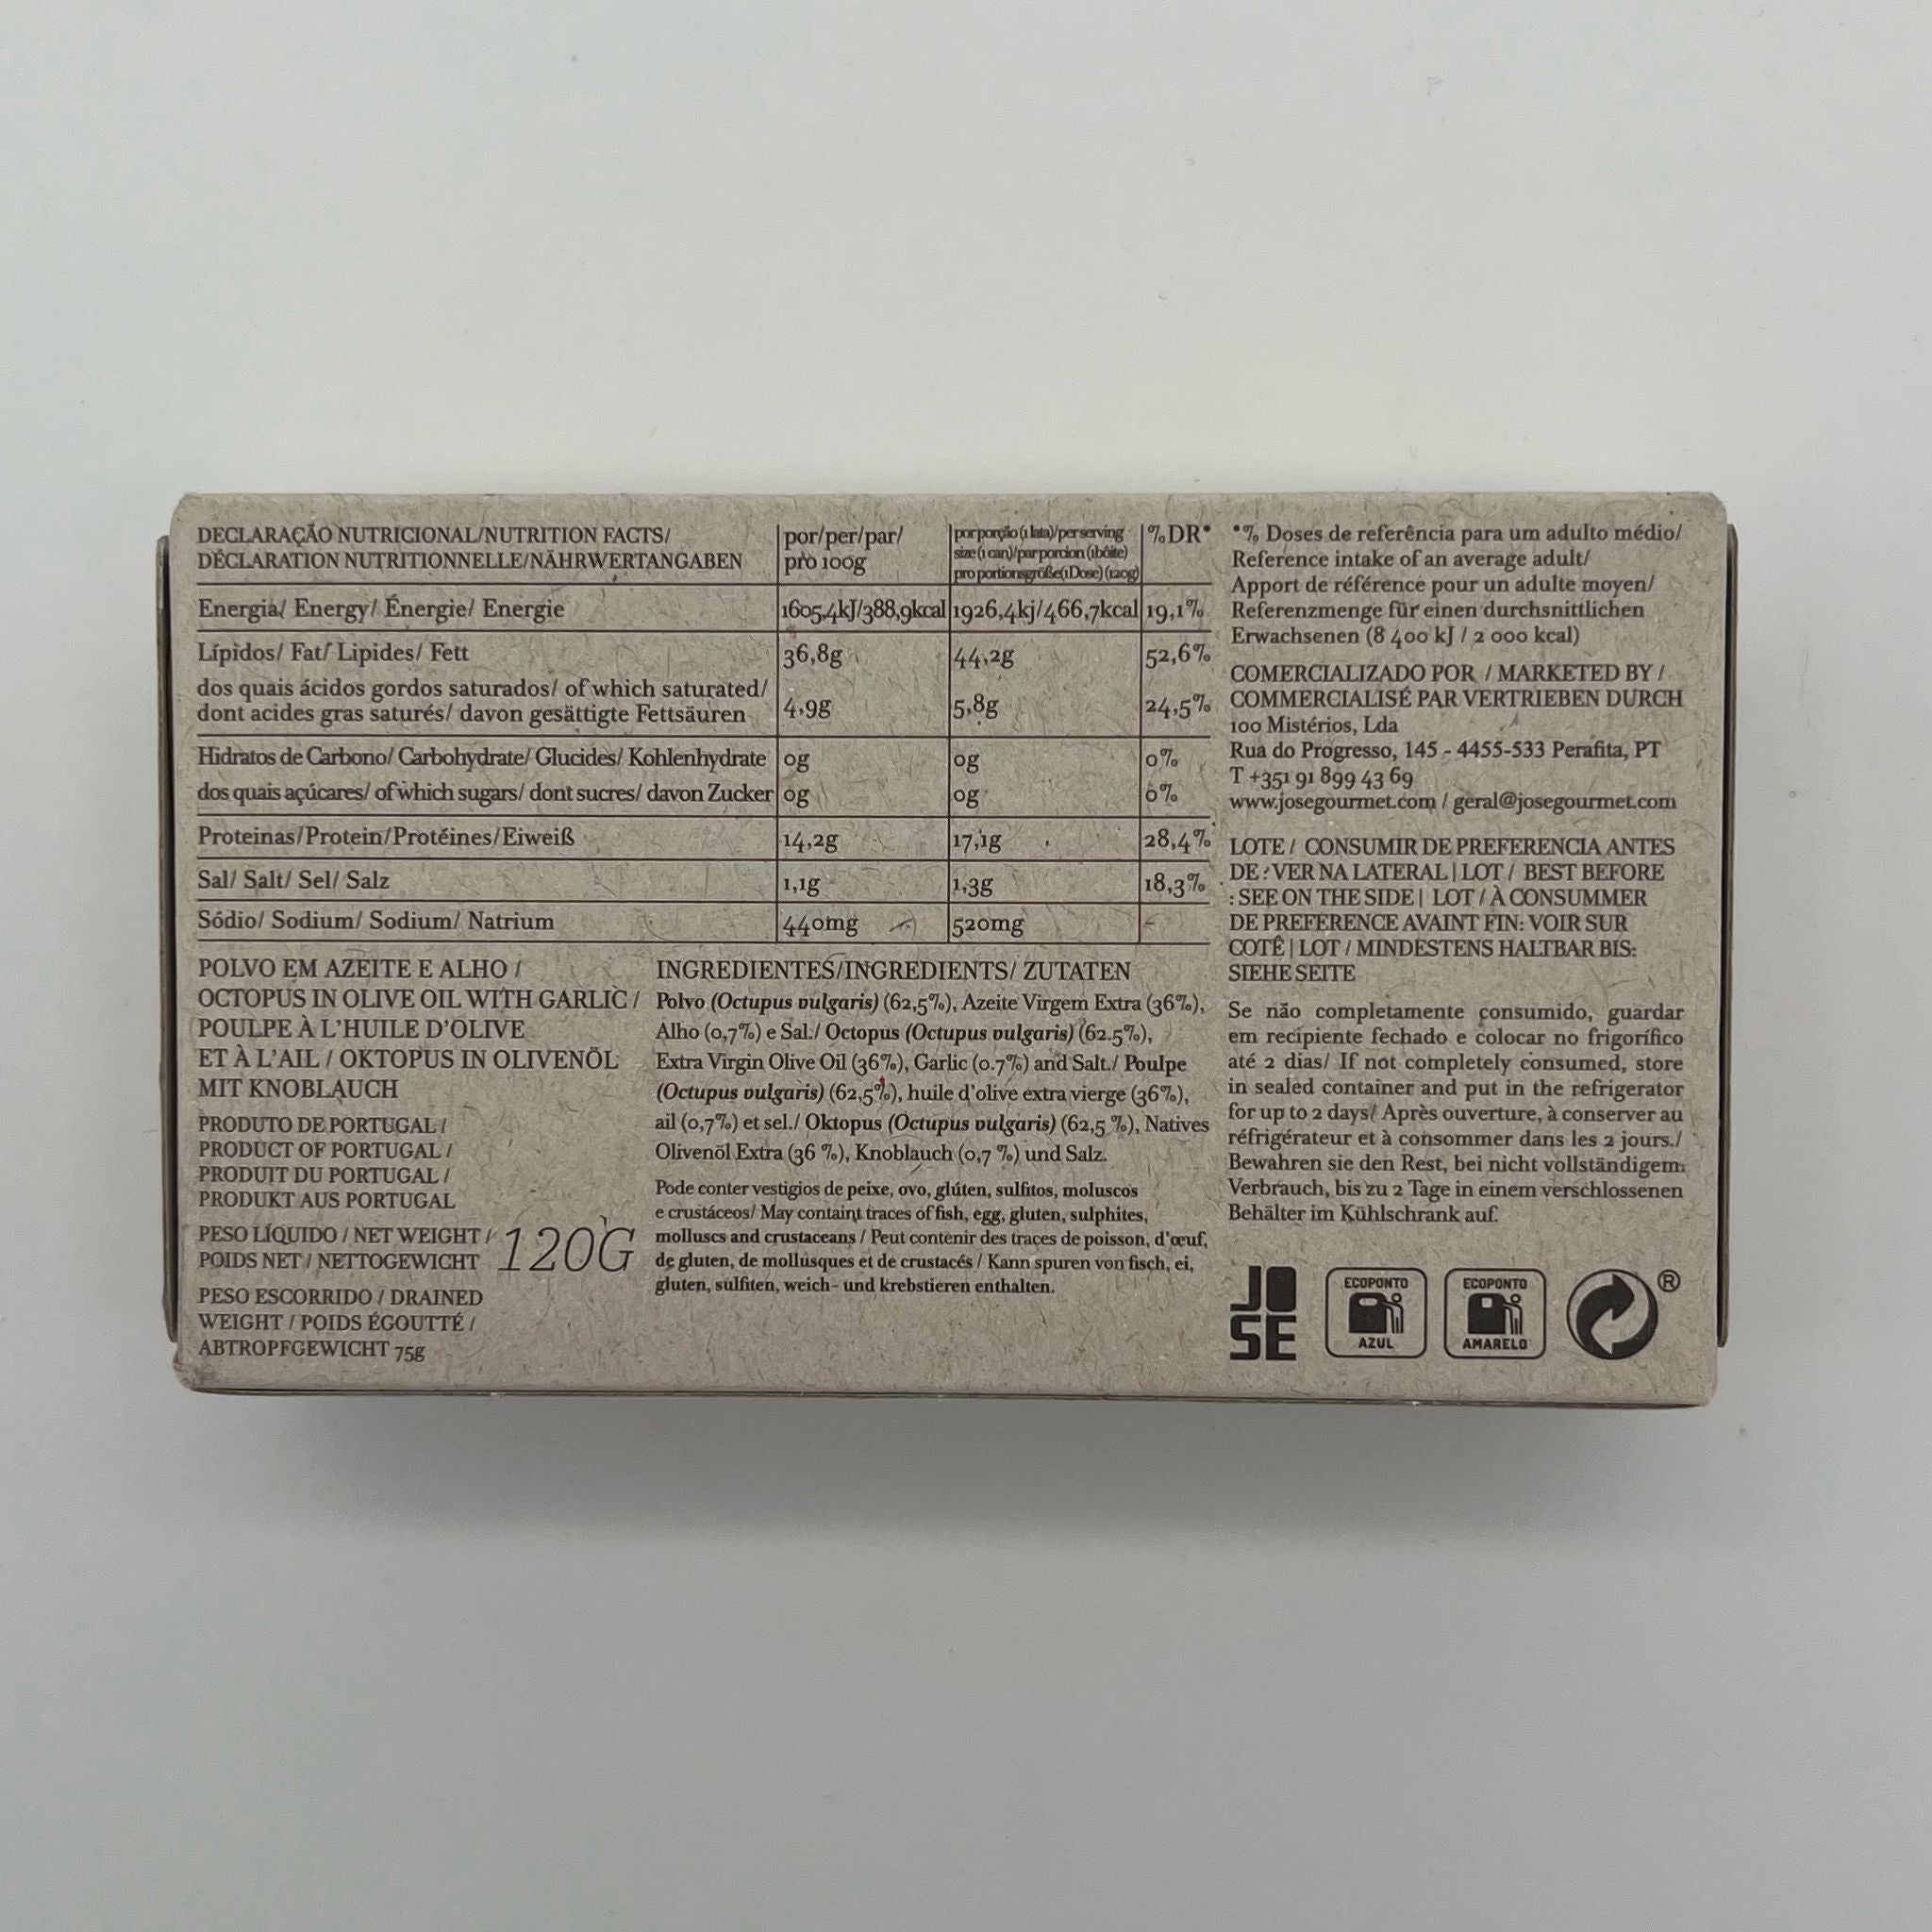 DECLARAÇÃO NUTRICIONAL/NUTRITION FACTS/
DÉCLARATION NUTRITIONNELLE/NÄHRWERTANGABEN
por/per/par/
pro 100g
por porção (1 lata)/per serving
size (1 can)/par porcion (1 bôite)
pro portionsgröße(1 Dose) (120g)
%DR*
Energia/ Energy/ Énergie/ Energie 1605,4kJ/388,9kcal 1926,4kj/466,7kcal 19,1%
Lípidos/ Fat/ Lipides/ Fett 36,8g 44,2g 52,6%
dos quais ácidos gordos saturados/ of which saturated/
dont acides gras saturés/ davon gesättigte Fettsäuren 4,9g 5,8g 24,5%
Hidratos de Carbono/ Carbohydrate/ Glucides/ Kohlenhydrate 0g 0g 0%
dos quais açúcares/ of which sugars/ dont sucres/ davon Zucker 0g 0g 0%
Proteinas/Protein/Protéines/Eiweiß 14,2g 17,1g 28,4%
Sal/ Salt/ Sel/ Salz 1,1g 1,3g 18,3%
Sódio/ Sodium/ Sodium/ Natrium 440mg 520mg -
POLVO EM AZEITE E ALHO /
OCTOPUS IN OLIVE OIL WITH GARLIC /
POULPE À L'HUILE D'OLIVE
ET À L'AIL / OKTOPUS IN OLIVENÖL
MIT KNOBLAUCH
PRODUTO DE PORTUGAL /
PRODUCT OF PORTUGAL /
PRODUIT DU PORTUGAL /
PRODUKT AUS PORTUGAL
PESO LÍQUIDO / NET WEIGHT /
POIDS NET / NETTOGEWICHT 120G
PESO ESCORRIDO / DRAINED
WEIGHT / POIDS ÉGOUTTÉ /
ABTROPFGEWICHT 75g
INGREDIENTES/INGREDIENTS/ ZUTATEN
Polvo (Octupus vulgaris) (62,5%), Azeite Virgem Extra (36%),
Alho (0,7%) e Sal./ Octopus (Octupus vulgaris) (62.5%),
Extra Virgin Olive Oil (36%), Garlic (0.7%) and Salt./ Poulpe
(Octupus vulgaris) (62,5%), huile d'olive extra vierge (36%),
ail (0,7%) et sel./ Oktopus (Octupus vulgaris) (62,5 %), Natives
Olivenöl Extra (36 %), Knoblauch (0,7 %) und Salz.
Pode conter vestigios de peixe, ovo, glúten, sulfitos, moluscos
e crustáceos/ May containt traces of fish, egg, gluten, sulphites,
molluscs and crustaceans / Peut contenir des traces de poisson, d'œuf,
de gluten, de mollusques et de crustacés / Kann spuren von fisch, ei,
gluten, sulfiten, weich- und krebstieren enthalten.
*% Doses de referência para um adulto médio/
Reference intake of an average adult/
Apport de référence pour un adulte moyen/
Referenzmenge für einen durchsnittlichen
Erwachsenen (8 400 kJ / 2 000 kcal)
COMERCIALIZADO POR / MARKETED BY /
COMMERCIALISÉ PAR VERTRIEBEN DURCH
100 Mistérios, Lda
Rua do Progresso, 145 - 4455-533 Perafita, PT
T +351 91 899 43 69
www.josegourmet.com / geral@josegourmet.com
LOTE / CONSUMIR DE PREFERENCIA ANTES
DE : VER NA LATERAL | LOT / BEST BEFORE
: SEE ON THE SIDE | LOT / À CONSUMMER
DE PREFÉRENCE AVAINT FIN: VOIR SUR
COTÊ | LOT / MINDESTENS HALTBAR BIS:
SIEHE SEITE
Se não completamente consumido, guardar
em recipiente fechado e colocar no frigorífico
até 2 dias/ If not completely consumed, store
in sealed container and put in the refrigerator
for up to 2 days/ Après ouverture, à conserver au
réfrigérateur et à consommer dans les 2 jours./
Bewahren sie den Rest, bei nicht vollständigem
Verbrauch, bis zu 2 Tage in einem verschlossenen
Behälter im Kühlschrank auf.
JO
SE
ECOPONTO
AZUL
ECOPONTO
AMARELO
®